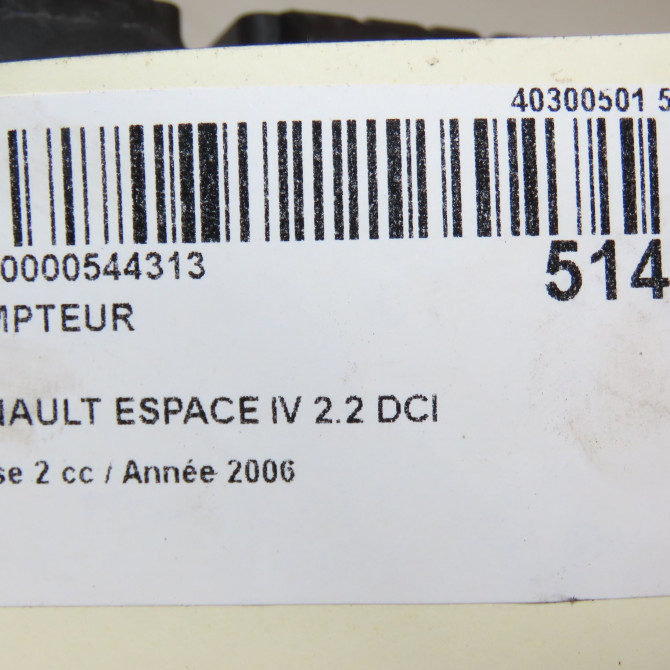 40300501 5
0000544313
514
MPTEUR
NAULT ESPACE IV 2.2 DCI
se 2 cc / Année 2006